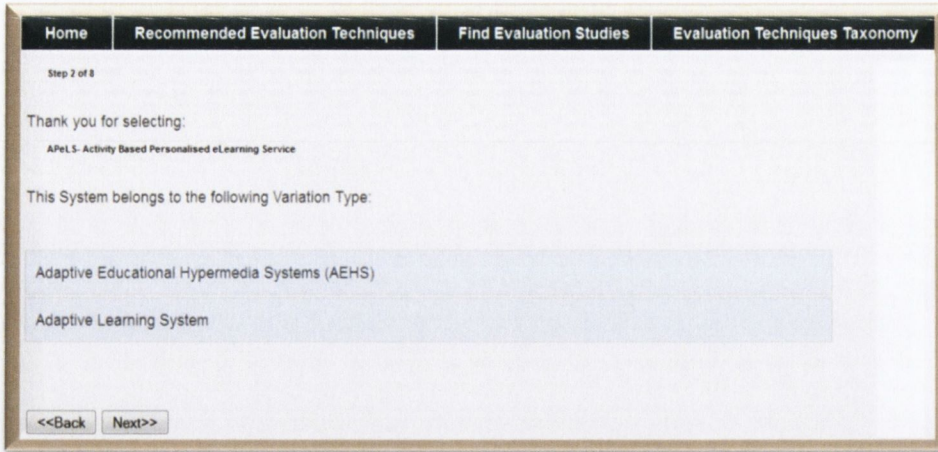 Home Recommended Evaluation Techniques Find Evaluation Studies Evaluation Techniques Taxonomy
Step 2 of 8
Thank you for selecting:
APeLS- Activity Based Personalised eLearning Service
This System belongs to the following Variation Type:
Adaptive Educational Hypermedia Systems (AEHS)
Adaptive Learning System
<<Back Next>>